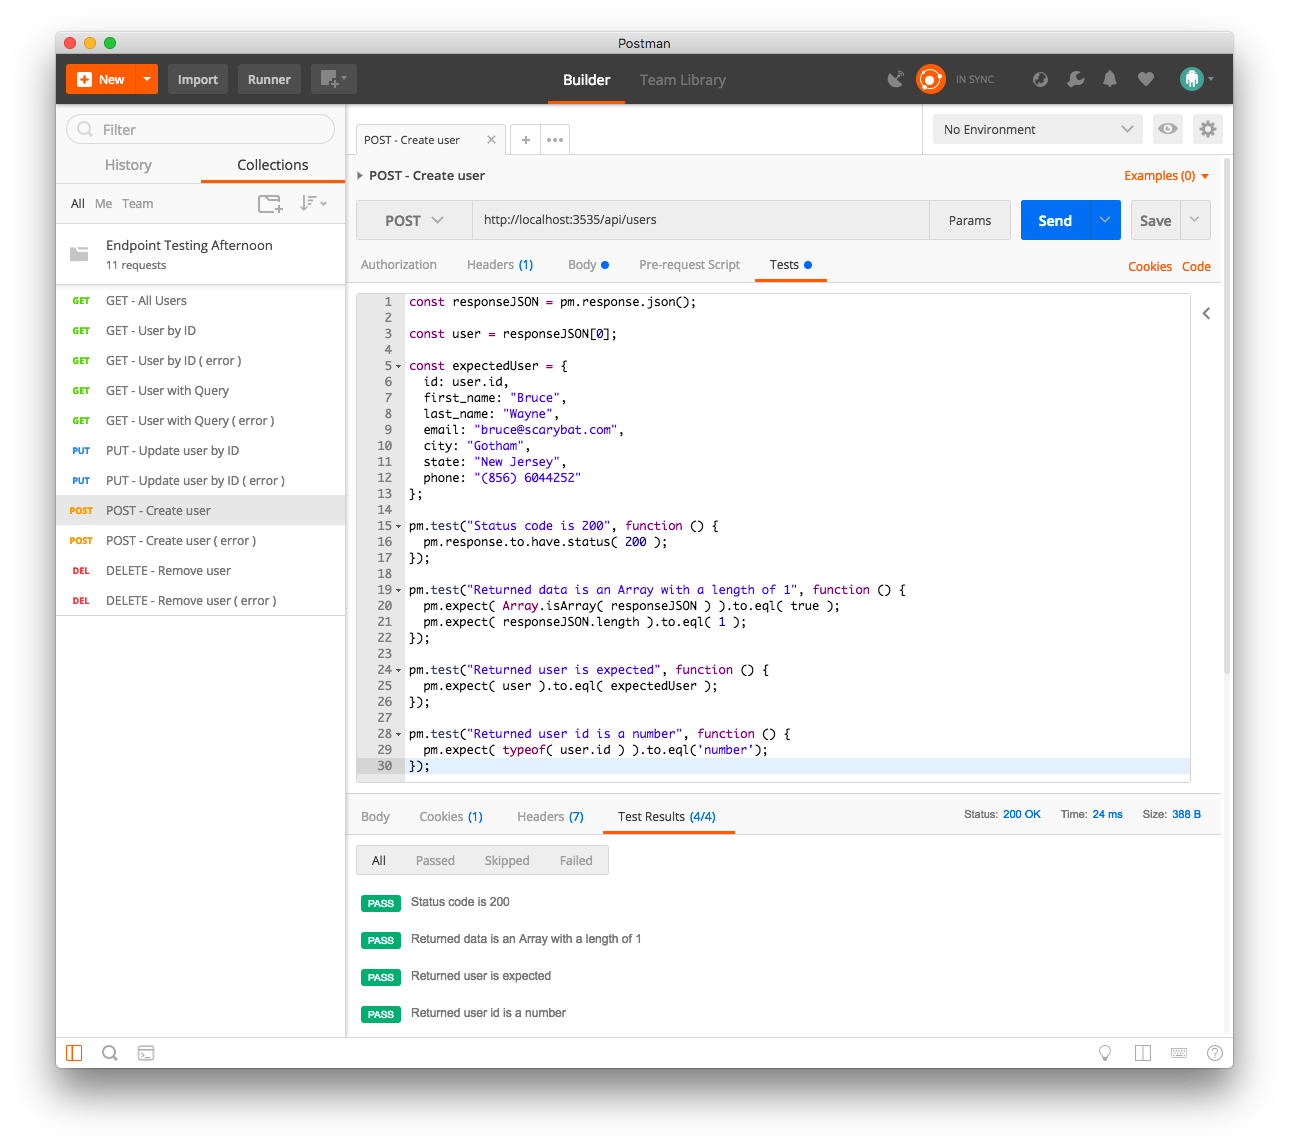 Postman
New
Import
Runner
Builder
Team Library
IN SYNC
Filter
History
Collections
All Me Team
Endpoint Testing Afternoon
11 requests
GET GET - All Users
GET GET - User by ID
GET GET - User by ID ( error )
GET GET - User with Query
GET GET - User with Query ( error )
PUT PUT - Update user by ID
PUT PUT - Update user by ID ( error )
POST POST - Create user
POST POST - Create user ( error )
DEL DELETE - Remove user
DEL DELETE - Remove user ( error )
POST - Create user
No Environment
POST - Create user
Examples (0)
POST http://localhost:3535/api/users Params Send Save
Authorization Headers (1) Body Pre-request Script Tests Cookies Code
1 const responseJSON = pm.response.json();
2
3 const user = responseJSON[0];
4
5 const expectedUser = {
6 id: user.id,
7 first_name: "Bruce",
8 last_name: "Wayne",
9 email: "bruce@scarybat.com",
10 city: "Gotham",
11 state: "New Jersey",
12 phone: "(856) 6044252"
13 };
14
15 pm.test("Status code is 200", function () {
16 pm.response.to.have.status( 200 );
17 });
18
19 pm.test("Returned data is an Array with a length of 1", function () {
20 pm.expect( Array.isArray( responseJSON ) ).to.eql( true );
21 pm.expect( responseJSON.length ).to.eql( 1 );
22 });
23
24 pm.test("Returned user is expected", function () {
25 pm.expect( user ).to.eql( expectedUser );
26 });
27
28 pm.test("Returned user id is a number", function () {
29 pm.expect( typeof( user.id ) ).to.eql('number');
30 });
Body Cookies (1) Headers (7) Test Results (4/4) Status: 200 OK Time: 24 ms Size: 388 B
All Passed Skipped Failed
PASS Status code is 200
PASS Returned data is an Array with a length of 1
PASS Returned user is expected
PASS Returned user id is a number